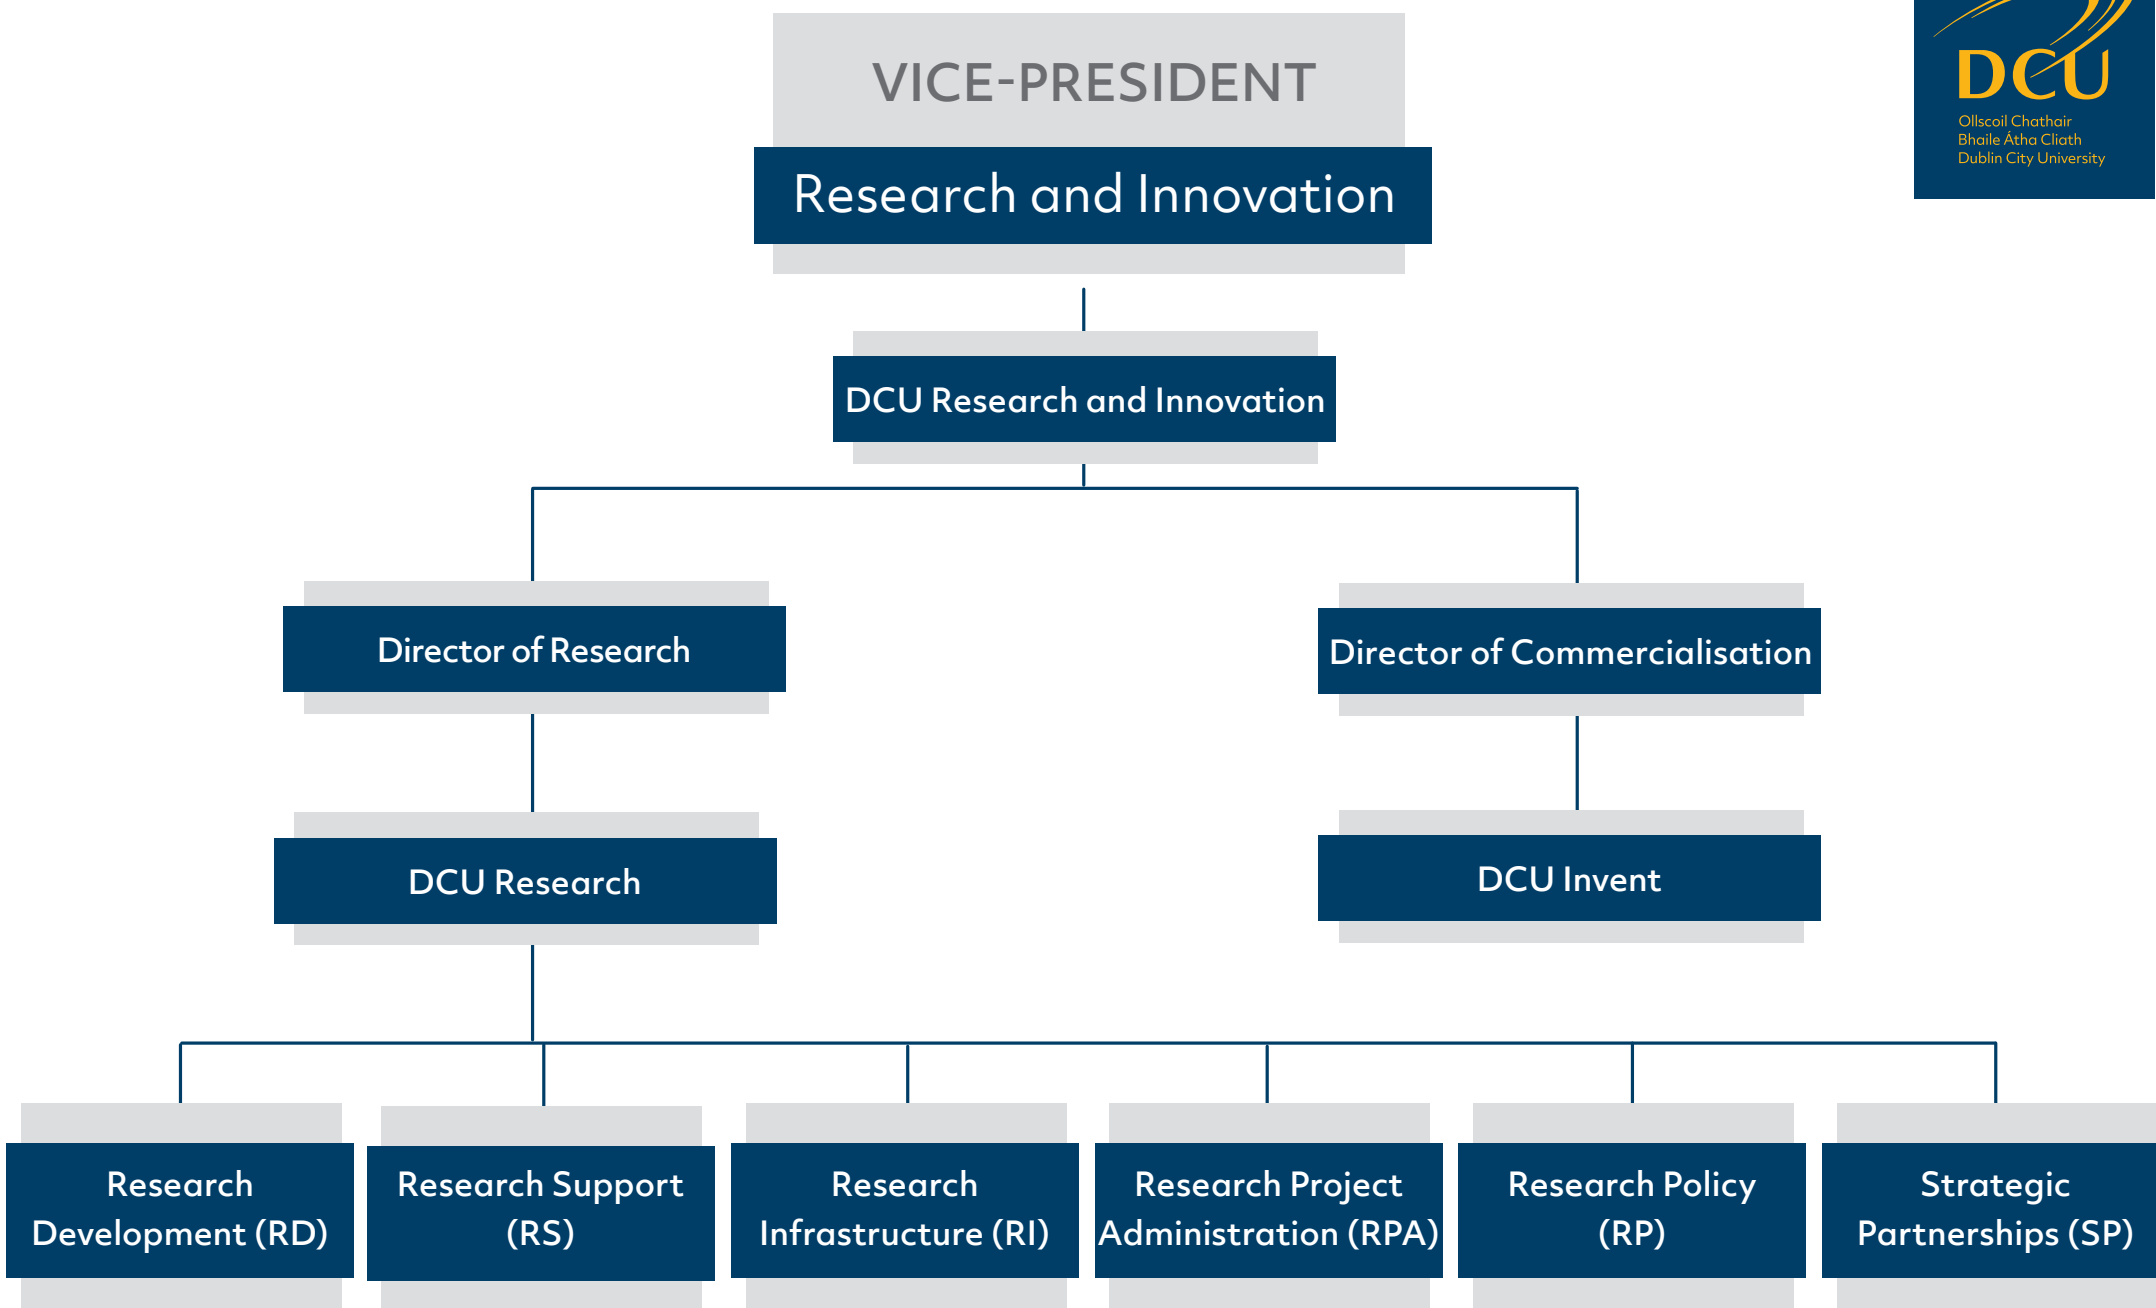 VICE-PRESIDENT
Research and Innovation
DCU
Ollscoil Chathair
Bhaile Átha Cliath
Dublin City University
DCU Research and Innovation
Director of Research
Director of Commercialisation
DCU Research
DCU Invent
Research
Development (RD)
Research Support
(RS)
Research
Infrastructure (RI)
Research Project
Administration (RPA)
Research Policy
(RP)
Strategic
Partnerships (SP)